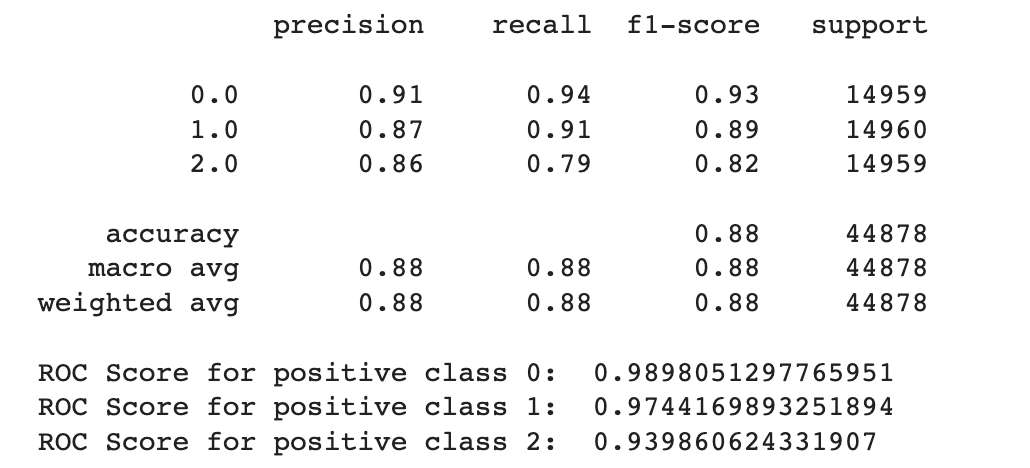 precision recall f1-score support
0.0 0.91 0.94 0.93 14959
1.0 0.87 0.91 0.89 14960
2.0 0.86 0.79 0.82 14959
accuracy 0.88 44878
macro avg 0.88 0.88 0.88 44878
weighted avg 0.88 0.88 0.88 44878
ROC Score for positive class 0: 0.9898051297765951
ROC Score for positive class 1: 0.9744169893251894
ROC Score for positive class 2: 0.939860624331907